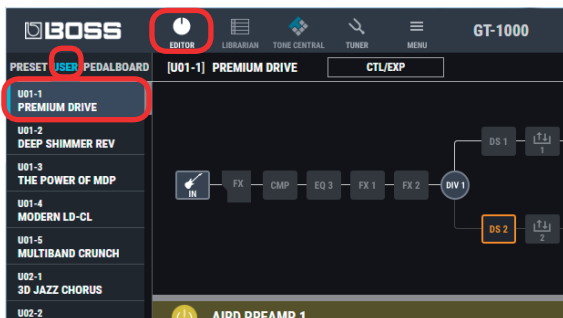 BOSS
EDITOR LIBRARIAN TONE CENTRAL TUNER MENU GT-1000
PRESET USER PEDALBOARD [U01-1] PREMIUM DRIVE CTL/EXP
U01-1
PREMIUM DRIVE
U01-2
DEEP SHIMMER REV
DS 1
1
U01-3
THE POWER OF MDP
IN FX CMP EQ 3 FX 1 FX 2 DIV 1
U01-4
MODERN LD-CL
DS 2
2
U01-5
MULTIBAND CRUNCH
U02-1
3D JAZZ CHORUS
U02-2
AIRD PREAMP 1